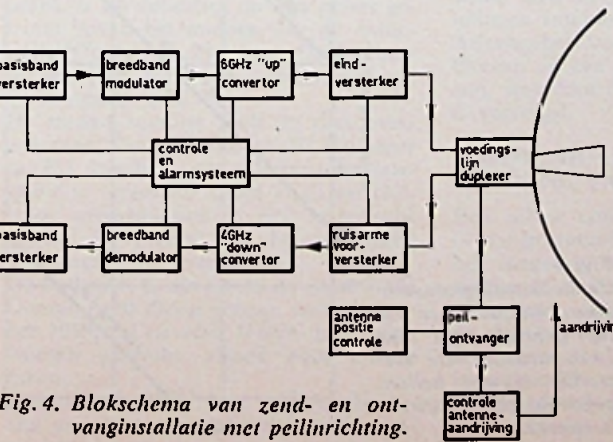 basisband
versterker
breedband
modulator
6GHz "up"
convertor
eind-
versterker
controle
en
alarmsysteem
voedings-
lijn
duplexer
basisband
versterker
breedband
demodulator
4GHz
"down"
convertor
ruisarme
voor-
versterker
antenne
positie
controle
peil-
ontvanger
aandrijving
controle
antenne-
aandrijving
Fig. 4. Blokschema van zend- en ont-
vanginstallatie met peilinrichting.